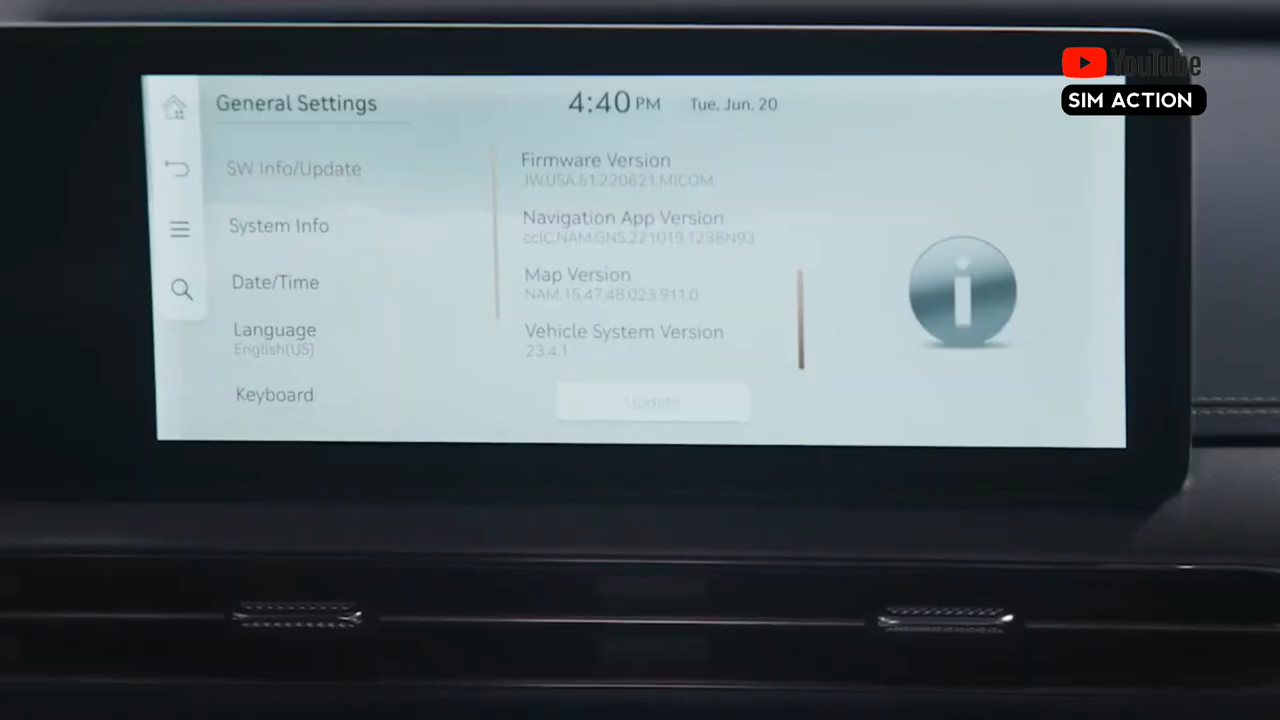 YouTube
SIM ACTION
General Settings
4:40 PM Tue, Jun. 20
SW Info/Update
System Info
Date/Time
Language
English(US)
Keyboard
Firmware Version
JW.USA.51.220621.MICOM
Navigation App Version
ccIC.NAM.GNS.221019.1238N93
Map Version
NAM.15.47.48.023.911.0
Vehicle System Version
23.4.1
Update